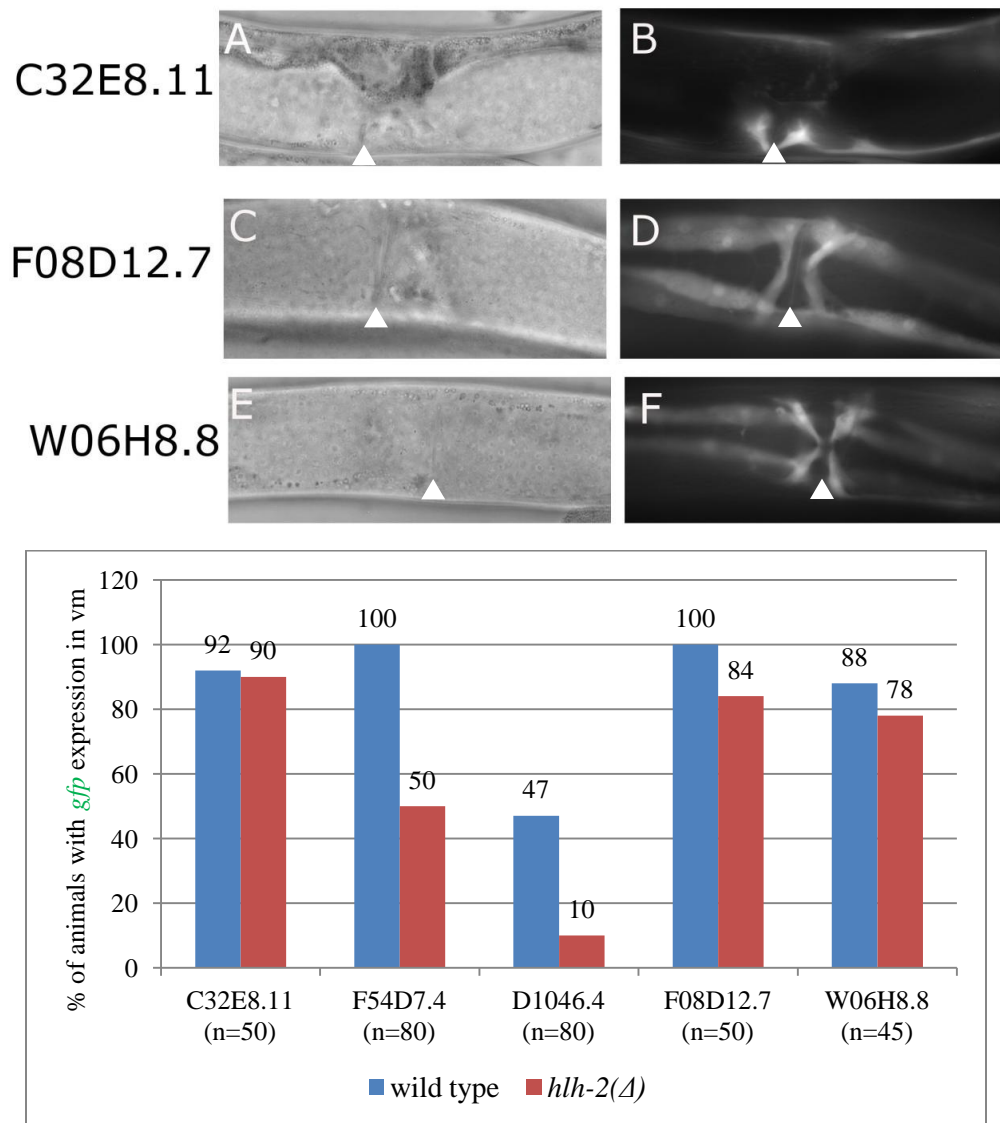 C32E8.11
A
B
F08D12.7
C
D
W06H8.8
E
F
% of animals with gfp expression in vm
120
100
80
60
40
20
0
92
90
100
50
47
10
100
84
88
78
C32E8.11
(n=50)
F54D7.4
(n=80)
D1046.4
(n=80)
F08D12.7
(n=50)
W06H8.8
(n=45)
wild type
hlh-2(Δ)